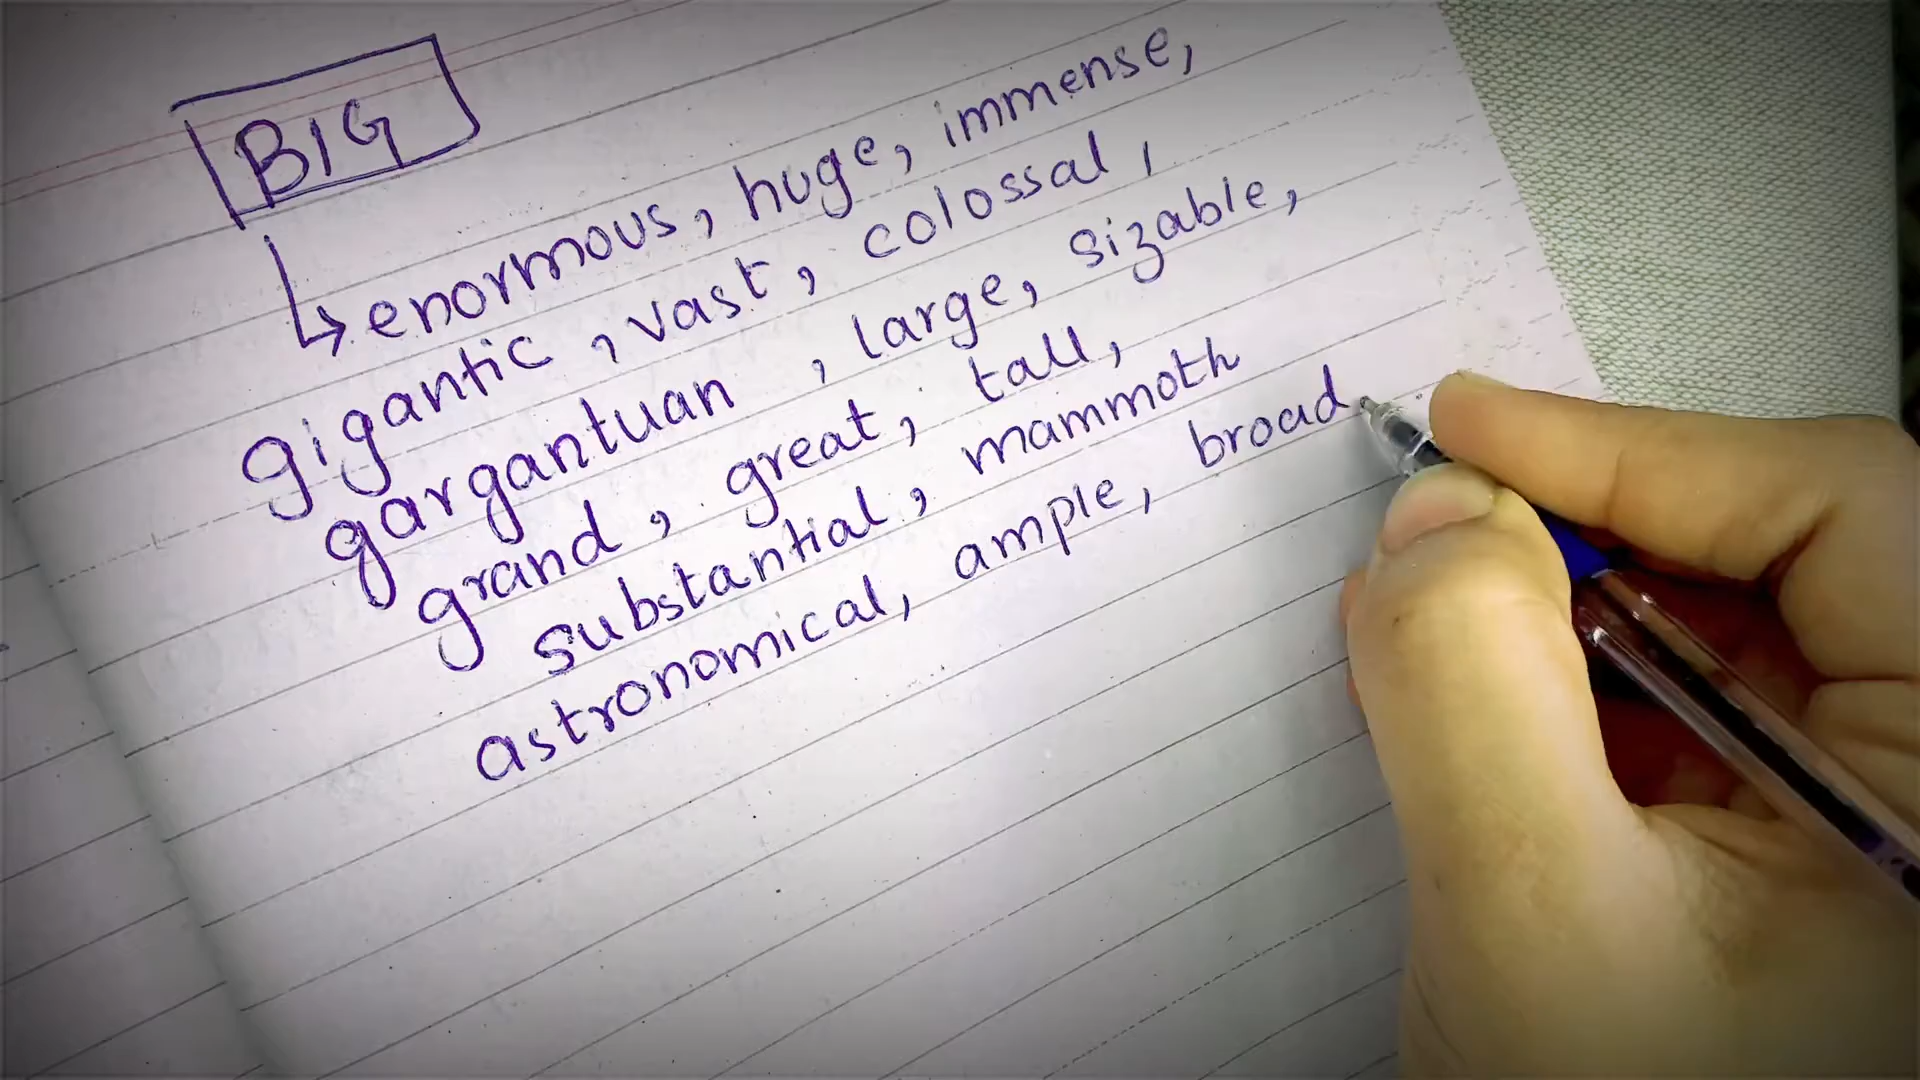 BIG
enormous, huge, immense,
gigantic, vast, colossal,
gargantuan, large, sizable,
grand, great, tall,
substantial, mammoth
astronomical, ample, broad,